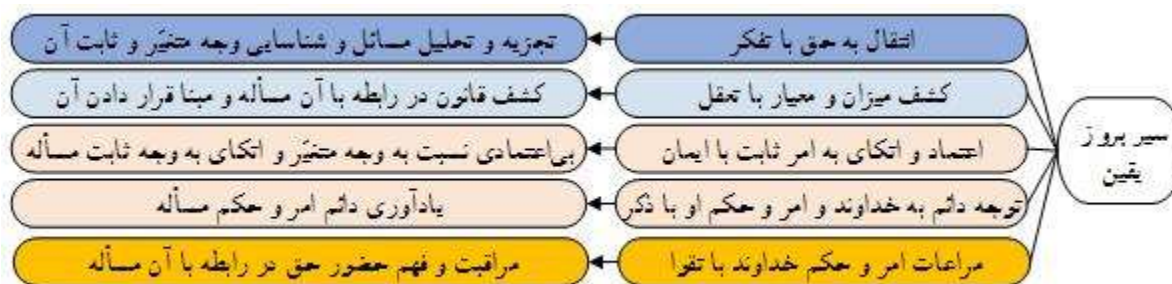 سیر بروز
یقین
انتقال به حق با تفکر
تجزیه و تحلیل مسائل و شناسایی وجه متغیّر و ثابت آن
کشف میزان و معیار با تعقل
کشف قانون در رابطه با آن مسأله و مبنا قرار دادن آن
اعتماد و اتکای به امر ثابت با ایمان
بی‌اعتمادی نسبت به وجه متغیّر و اتکای به وجه ثابت مسأله
توجه دائم به خداوند و امر و حکم او با ذکر
یادآوری دائم امر و حکم مسأله
مراعات امر و حکم خداوند با تقوا
مراقبت و فهم حضور حق در رابطه با آن مسأله